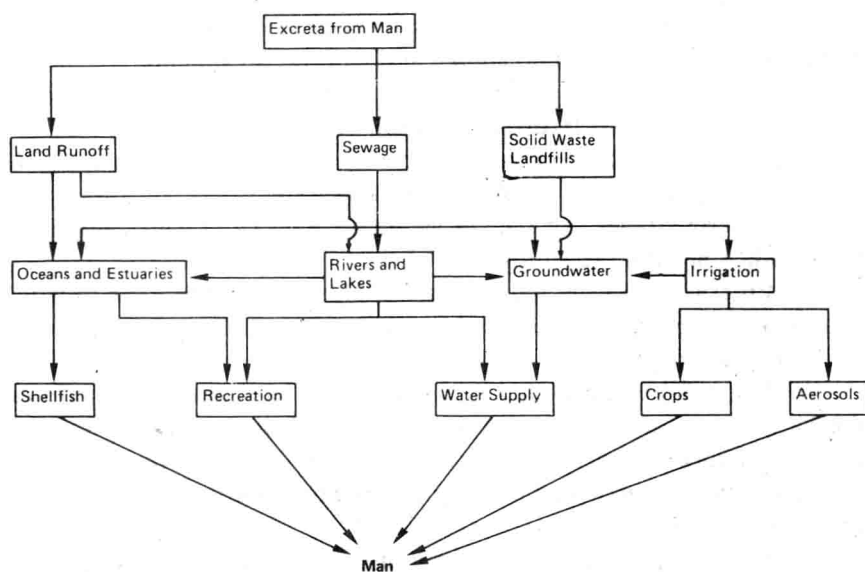 Excreta from Man
Land Runoff
Sewage
Solid Waste
Landfills
Oceans and Estuaries
Rivers and
Lakes
Groundwater
Irrigation
Shellfish
Recreation
Water Supply
Crops
Aerosols
Man